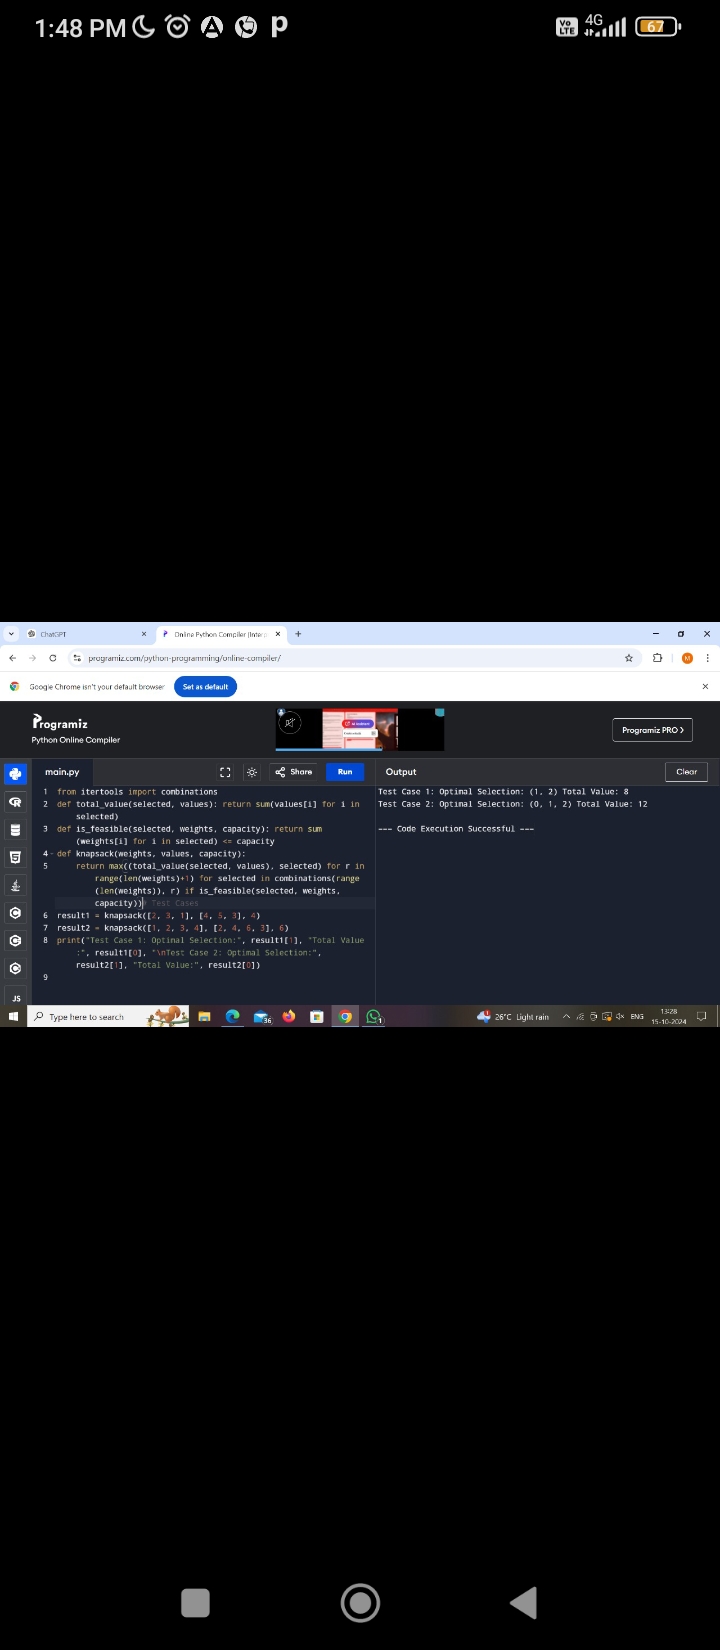 1:48 PM
Vo LTE
4G
67
ChatGPT
Online Python Compiler (Inter
programiz.com/python-programming/online-compiler/
M
Google Chrome isn't your default browser
Set as default
Programiz
Python Online Compiler
Programiz PRO
main.py
Share
Run
Output
Clear
1 from itertools import combinations
2 def total_value(selected, values): return sum(values[i] for i in
selected)
3 def is_feasible(selected, weights, capacity): return sum
(weights[i] for i in selected) <= capacity
4 def knapsack(weights, values, capacity):
5 return max((total_value(selected, values), selected) for r in
range(len(weights)+1) for selected in combinations(range
(len(weights)), r) if is_feasible(selected, weights,
capacity))# Test Cases
6 result1 = knapsack([2, 3, 1], [4, 5, 3], 4)
7 result2 = knapsack([1, 2, 3, 4], [2, 4, 6, 3], 6)
8 print("Test Case 1: Optimal Selection:", result1[1], "Total Value
:", result1[0], "\nTest Case 2: Optimal Selection:",
result2[1], "Total Value:", result2[0])
9
Test Case 1: Optimal Selection: (1, 2) Total Value: 8
Test Case 2: Optimal Selection: (0, 1, 2) Total Value: 12
=== Code Execution Successful ===
JS
Type here to search
36
1
26°C Light rain
ENG
13:28
15-10-2024